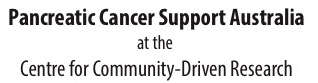 Pancreatic Cancer Support Australia
at the
Centre for Community-Driven Research